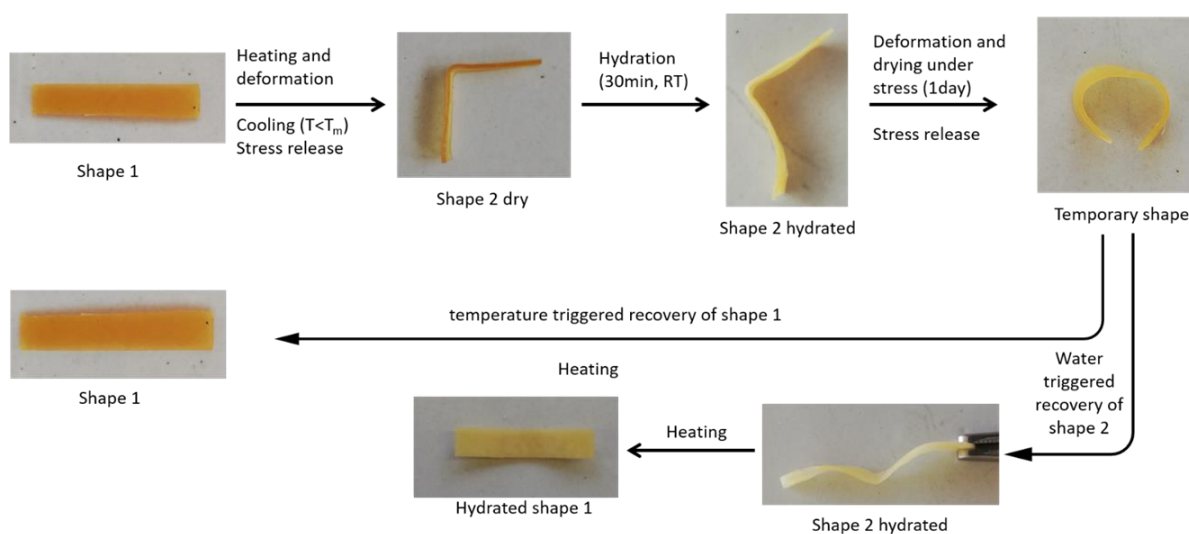 Heating and
deformation
Cooling (T<Tm)
Stress release
Shape 1
Shape 2 dry
Hydration
(30min, RT)
Shape 2 hydrated
Deformation and
drying under
stress (1day)
Stress release
Temporary shape
temperature triggered recovery of shape 1
Heating
Shape 1
Water
triggered
recovery of
shape 2
Heating
Hydrated shape 1
Shape 2 hydrated